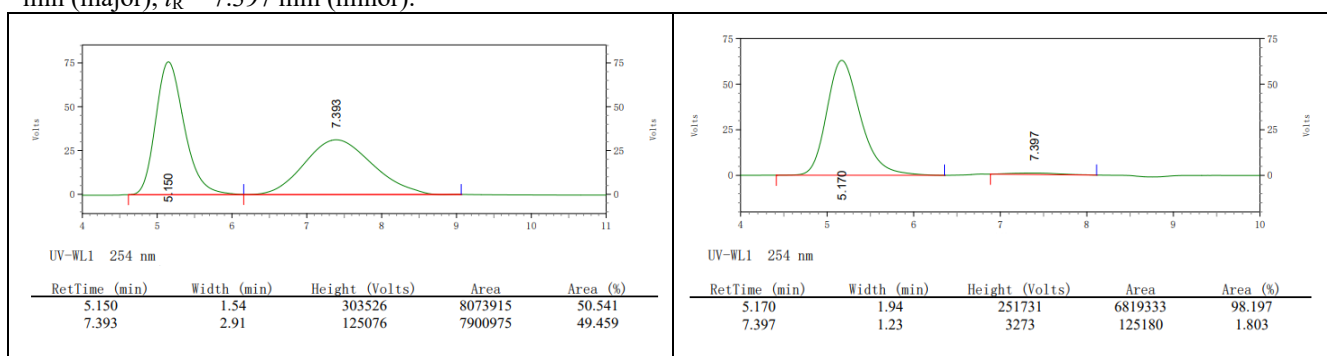 min (major), tR = 7.397 min (minor).
75
50
25
0
Volts
5.150
7.393
75
50
25
0
Volts
4 5 6 7 8 9 10 11
UV-WL1 254 nm
RetTime (min) Width (min) Height (Volts) Area Area (%)
5.150 1.54 303526 8073915 50.541
7.393 2.91 125076 7900975 49.459
75
50
25
0
Volts
5.170
7.397
75
50
25
0
Volts
4 5 6 7 8 9 10
UV-WL1 254 nm
RetTime (min) Width (min) Height (Volts) Area Area (%)
5.170 1.94 251731 6819333 98.197
7.397 1.23 3273 125180 1.803